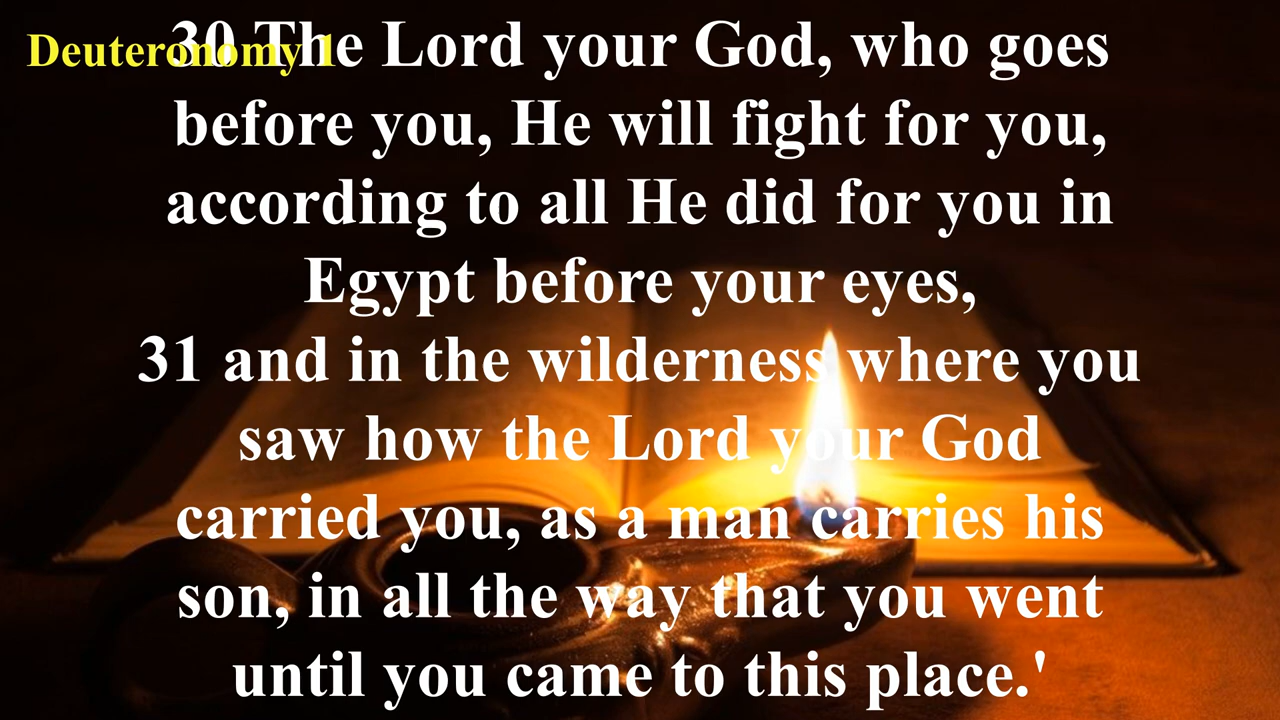 Deuteronomy 1
30 The Lord your God, who goes
before you, He will fight for you,
according to all He did for you in
Egypt before your eyes,
31 and in the wilderness where you
saw how the Lord your God
carried you, as a man carries his
son, in all the way that you went
until you came to this place.'